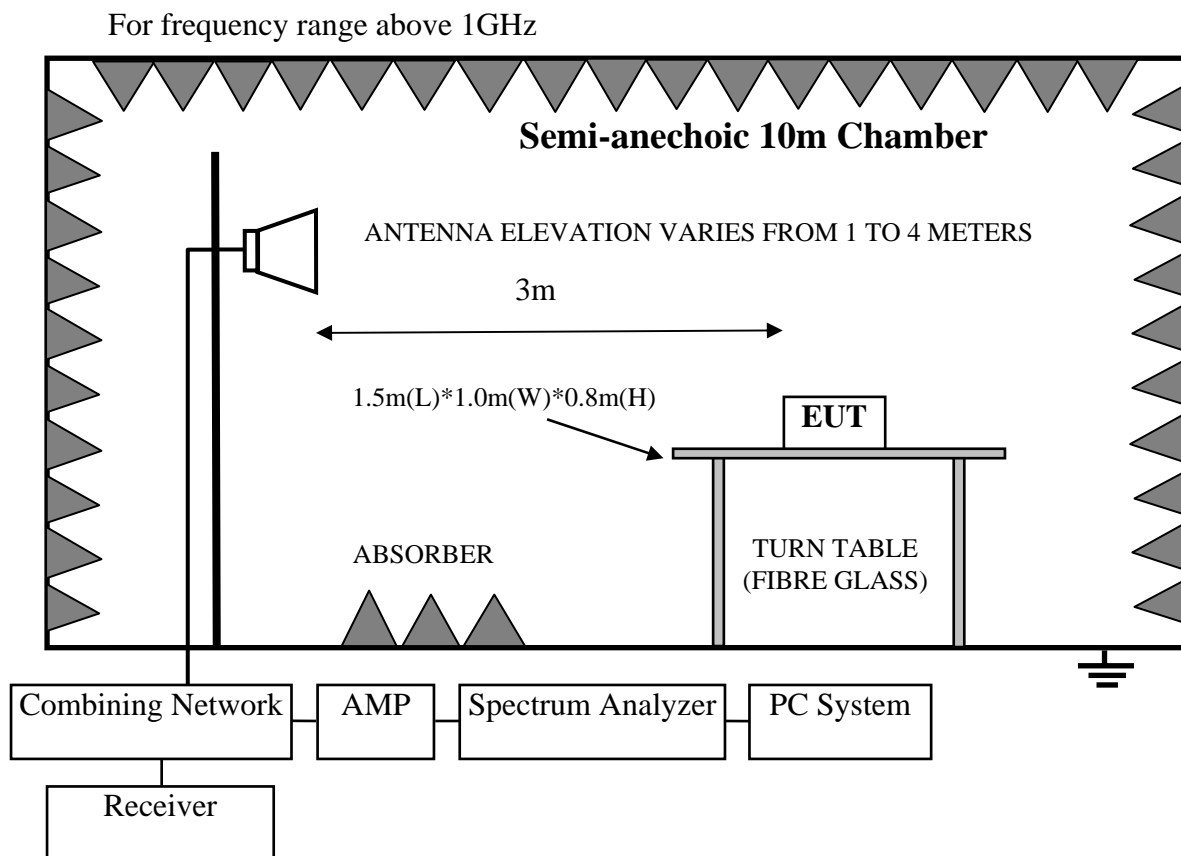 For frequency range above 1GHz
Semi-anechoic 10m Chamber
ANTENNA ELEVATION VARIES FROM 1 TO 4 METERS
3m
1.5m(L)*1.0m(W)*0.8m(H)
EUT
ABSORBER
TURN TABLE
(FIBRE GLASS)
Combining Network
AMP
Spectrum Analyzer
PC System
Receiver